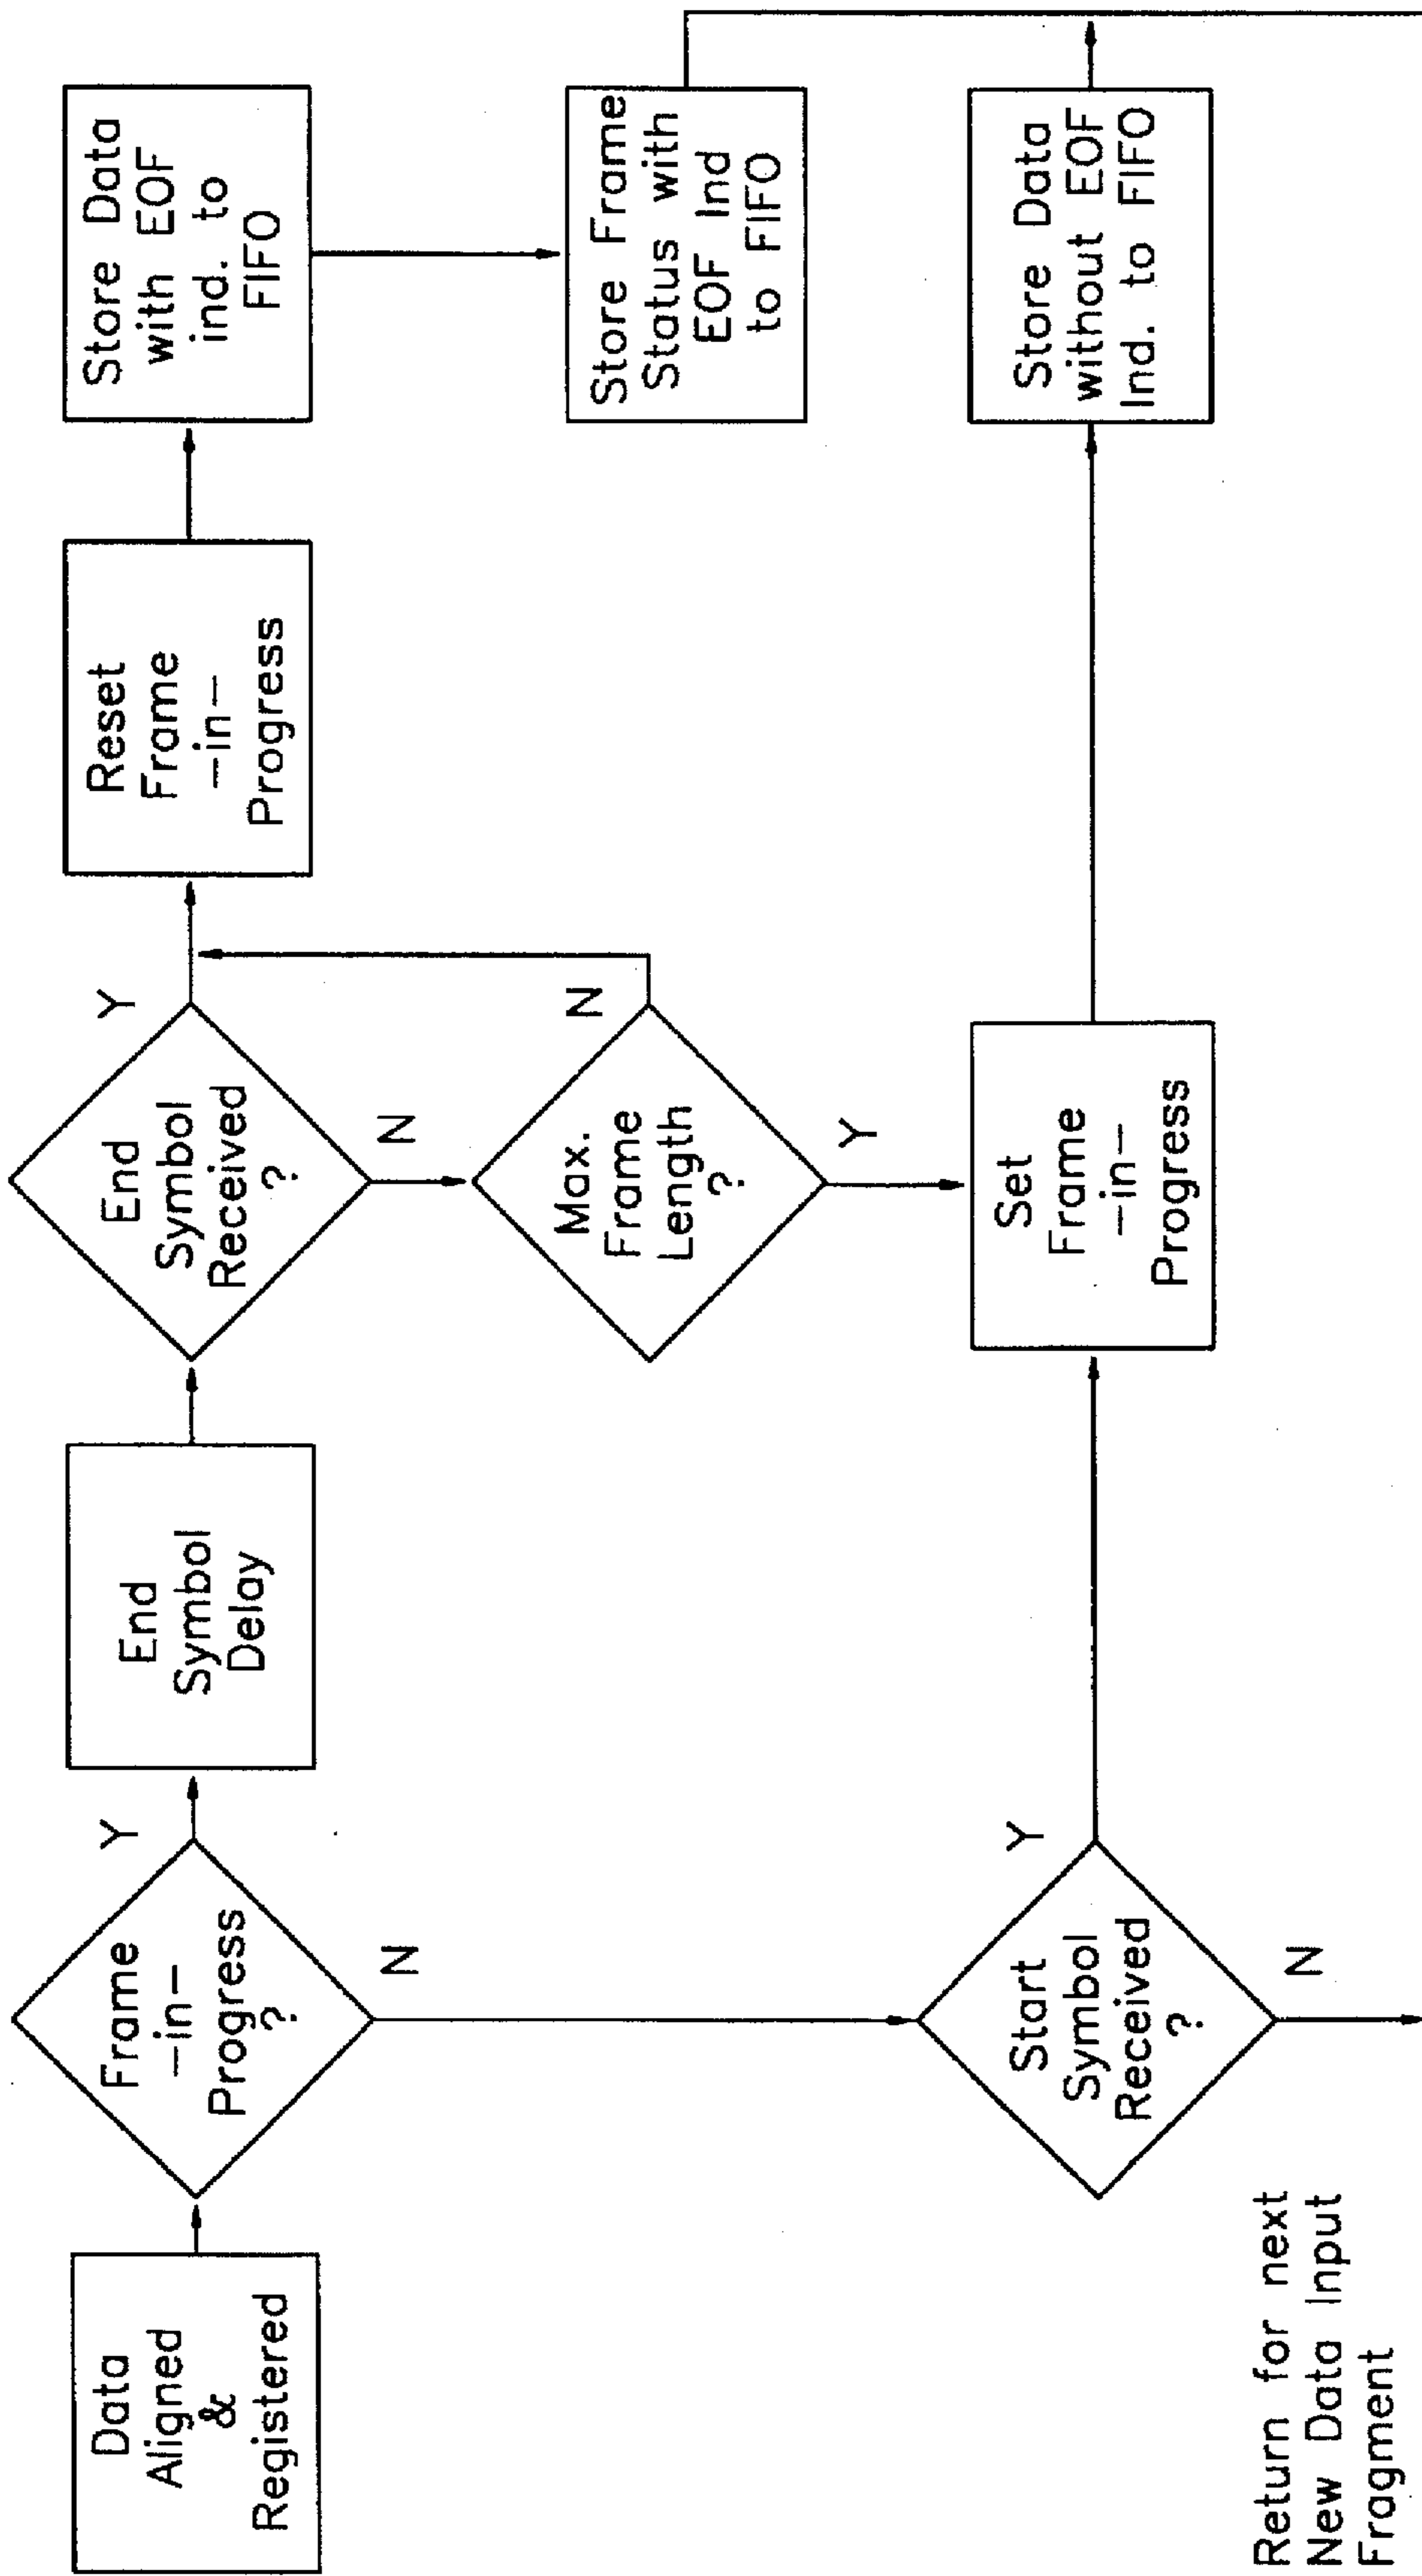 Data
Aligned
&
Registered
Frame
-in-
Progress
?
Y
N
End
Symbol
Delay
End
Symbol
Received
?
Y
N
Reset
Frame
-in-
Progress
Store Data
with EOF
ind. to
FIFO
Max.
Frame
Length
?
N
Y
Store Frame
Status with
EOF Ind
to FIFO
Start
Symbol
Received
?
Y
N
Set
Frame
-in-
Progress
Store Data
without EOF
Ind. to FIFO
Return for next
New Data Input
Fragment